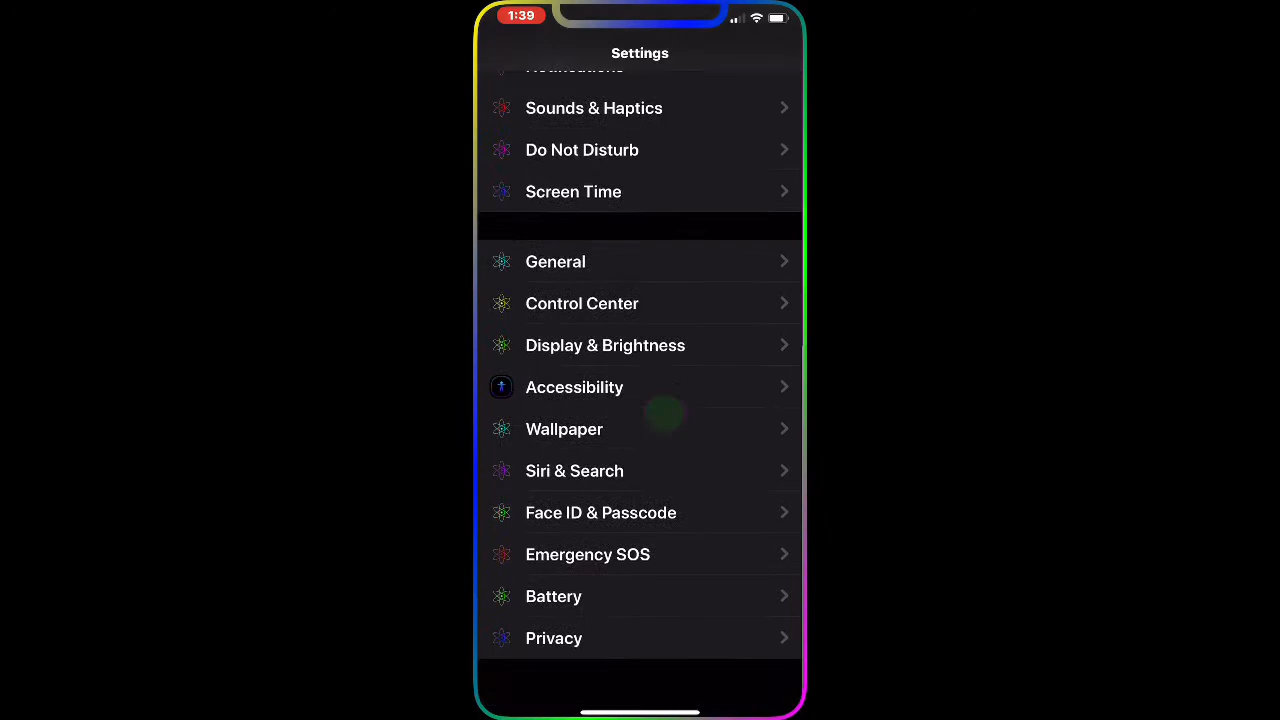 1:39
Settings
Notifications
Sounds & Haptics
Do Not Disturb
Screen Time
General
Control Center
Display & Brightness
Accessibility
Wallpaper
Siri & Search
Face ID & Passcode
Emergency SOS
Battery
Privacy